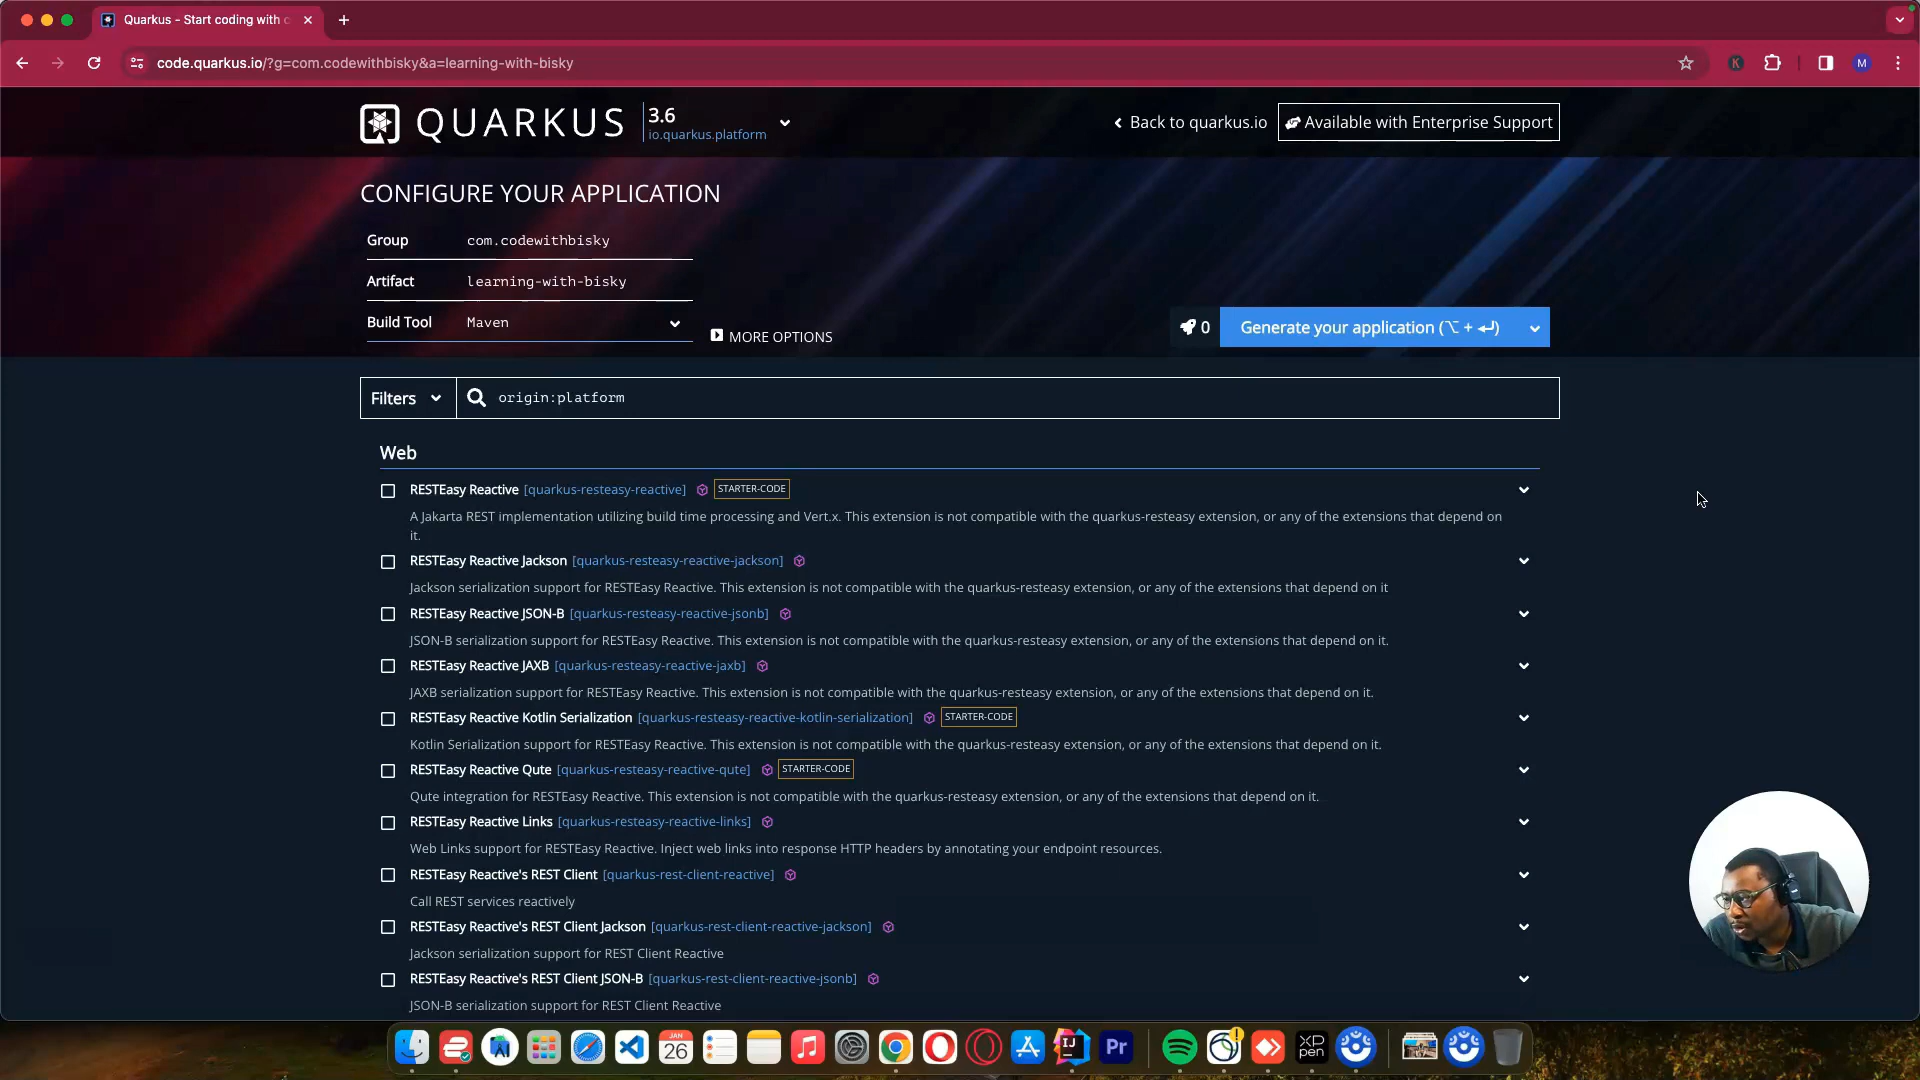 Quarkus - Start coding with c
code.quarkus.io/?g=com.codewithbisky&a=learning-with-bisky
K
M
QUARKUS
3.6
io.quarkus.platform
Back to quarkus.io
Available with Enterprise Support
CONFIGURE YOUR APPLICATION
Group com.codewithbisky
Artifact learning-with-bisky
Build Tool Maven
MORE OPTIONS
0
Generate your application (⌥ + ↵)
Filters
origin:platform
Web
RESTEasy Reactive [quarkus-resteasy-reactive] STARTER-CODE
A Jakarta REST implementation utilizing build time processing and Vert.x. This extension is not compatible with the quarkus-resteasy extension, or any of the extensions that depend on
it.
RESTEasy Reactive Jackson [quarkus-resteasy-reactive-jackson]
Jackson serialization support for RESTEasy Reactive. This extension is not compatible with the quarkus-resteasy extension, or any of the extensions that depend on it
RESTEasy Reactive JSON-B [quarkus-resteasy-reactive-jsonb]
JSON-B serialization support for RESTEasy Reactive. This extension is not compatible with the quarkus-resteasy extension, or any of the extensions that depend on it.
RESTEasy Reactive JAXB [quarkus-resteasy-reactive-jaxb]
JAXB serialization support for RESTEasy Reactive. This extension is not compatible with the quarkus-resteasy extension, or any of the extensions that depend on it.
RESTEasy Reactive Kotlin Serialization [quarkus-resteasy-reactive-kotlin-serialization] STARTER-CODE
Kotlin Serialization support for RESTEasy Reactive. This extension is not compatible with the quarkus-resteasy extension, or any of the extensions that depend on it.
RESTEasy Reactive Qute [quarkus-resteasy-reactive-qute] STARTER-CODE
Qute integration for RESTEasy Reactive. This extension is not compatible with the quarkus-resteasy extension, or any of the extensions that depend on it.
RESTEasy Reactive Links [quarkus-resteasy-reactive-links]
Web Links support for RESTEasy Reactive. Inject web links into response HTTP headers by annotating your endpoint resources.
RESTEasy Reactive's REST Client [quarkus-rest-client-reactive]
Call REST services reactively
RESTEasy Reactive's REST Client Jackson [quarkus-rest-client-reactive-jackson]
Jackson serialization support for REST Client Reactive
RESTEasy Reactive's REST Client JSON-B [quarkus-rest-client-reactive-jsonb]
JSON-B serialization support for REST Client Reactive
JAN
26
IJ
Pr
XP
pen